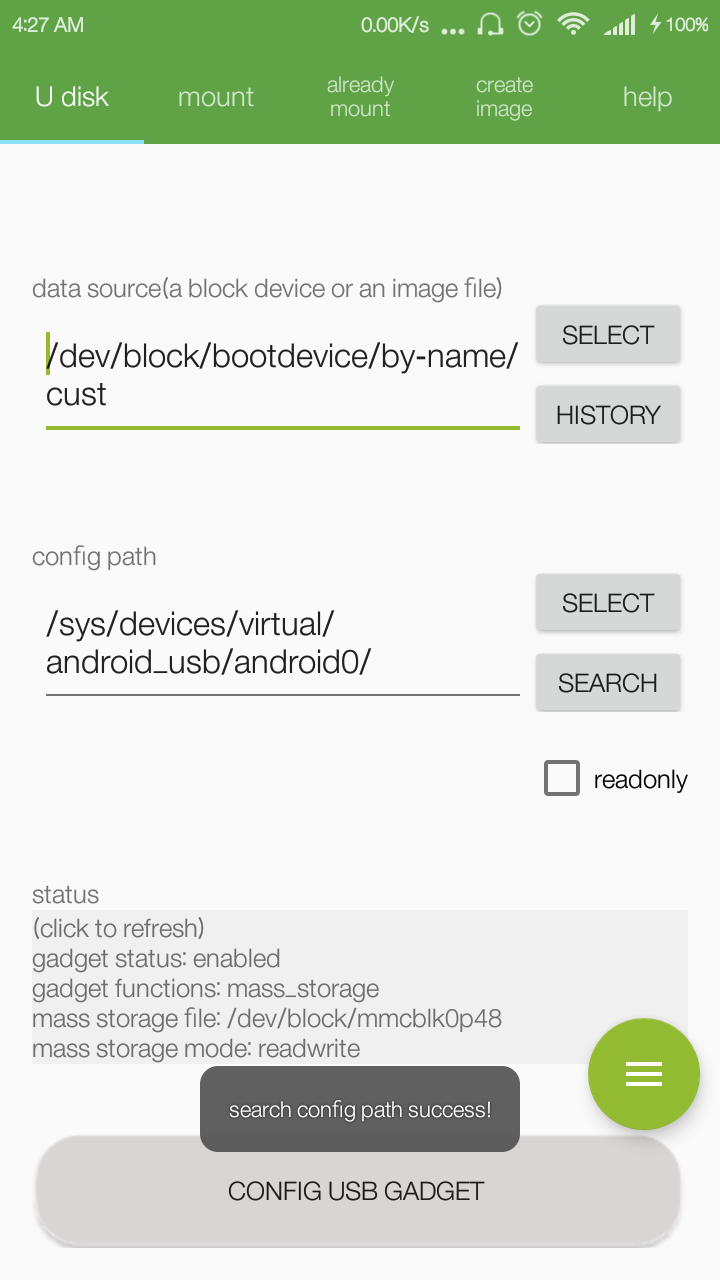 4:27 AM 0.00K/s ... 100%
U disk mount already mount create image help
data source(a block device or an image file)
/dev/block/bootdevice/by-name/
cust
SELECT
HISTORY
config path
/sys/devices/virtual/
android_usb/android0/
SELECT
SEARCH
readonly
status
(click to refresh)
gadget status: enabled
gadget functions: mass_storage
mass storage file: /dev/block/mmcblk0p48
mass storage mode: readwrite
search config path success!
CONFIG USB GADGET